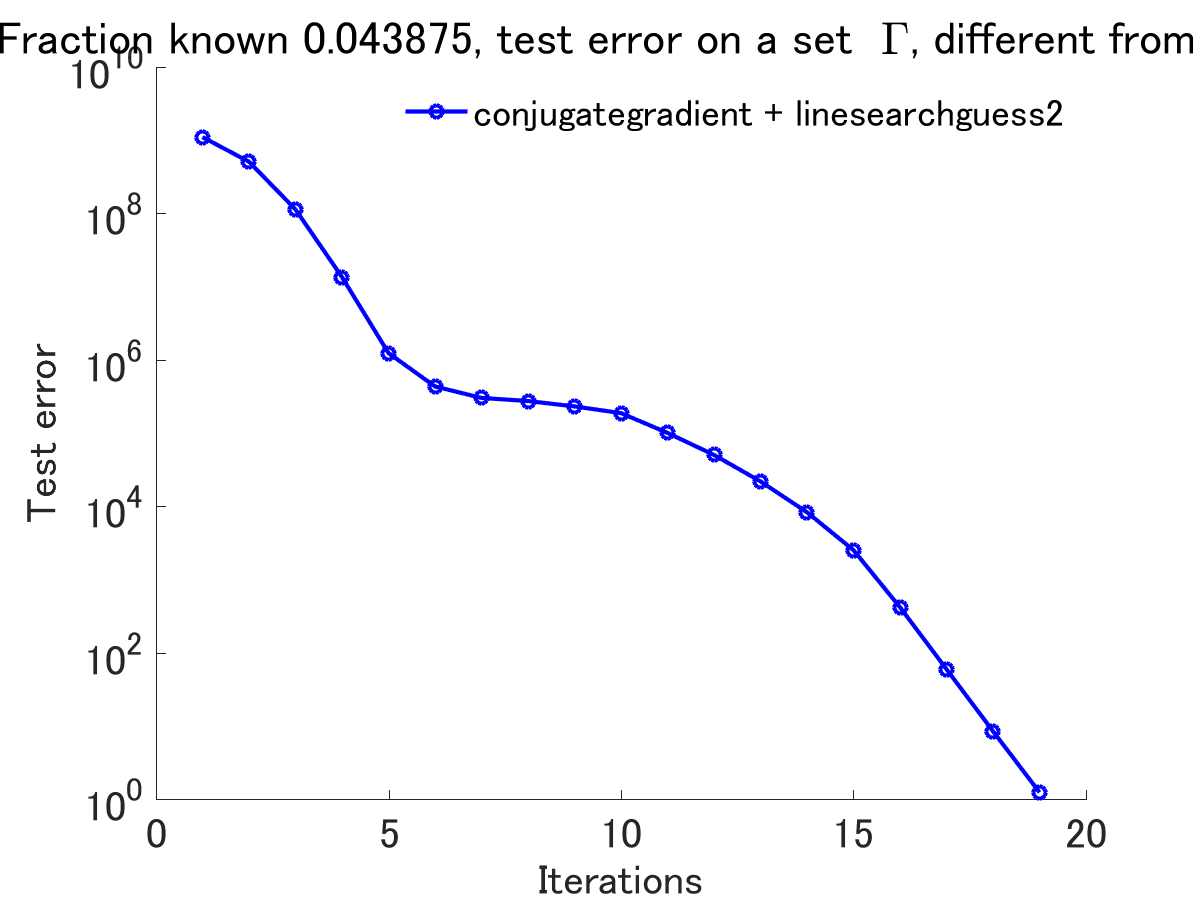 Fraction known 0.043875, test error on a set Γ, different from
conjugategradient + linesearchguess2
Test error
10^10
10^8
10^6
10^4
10^2
10^0
0 5 10 15 20
Iterations